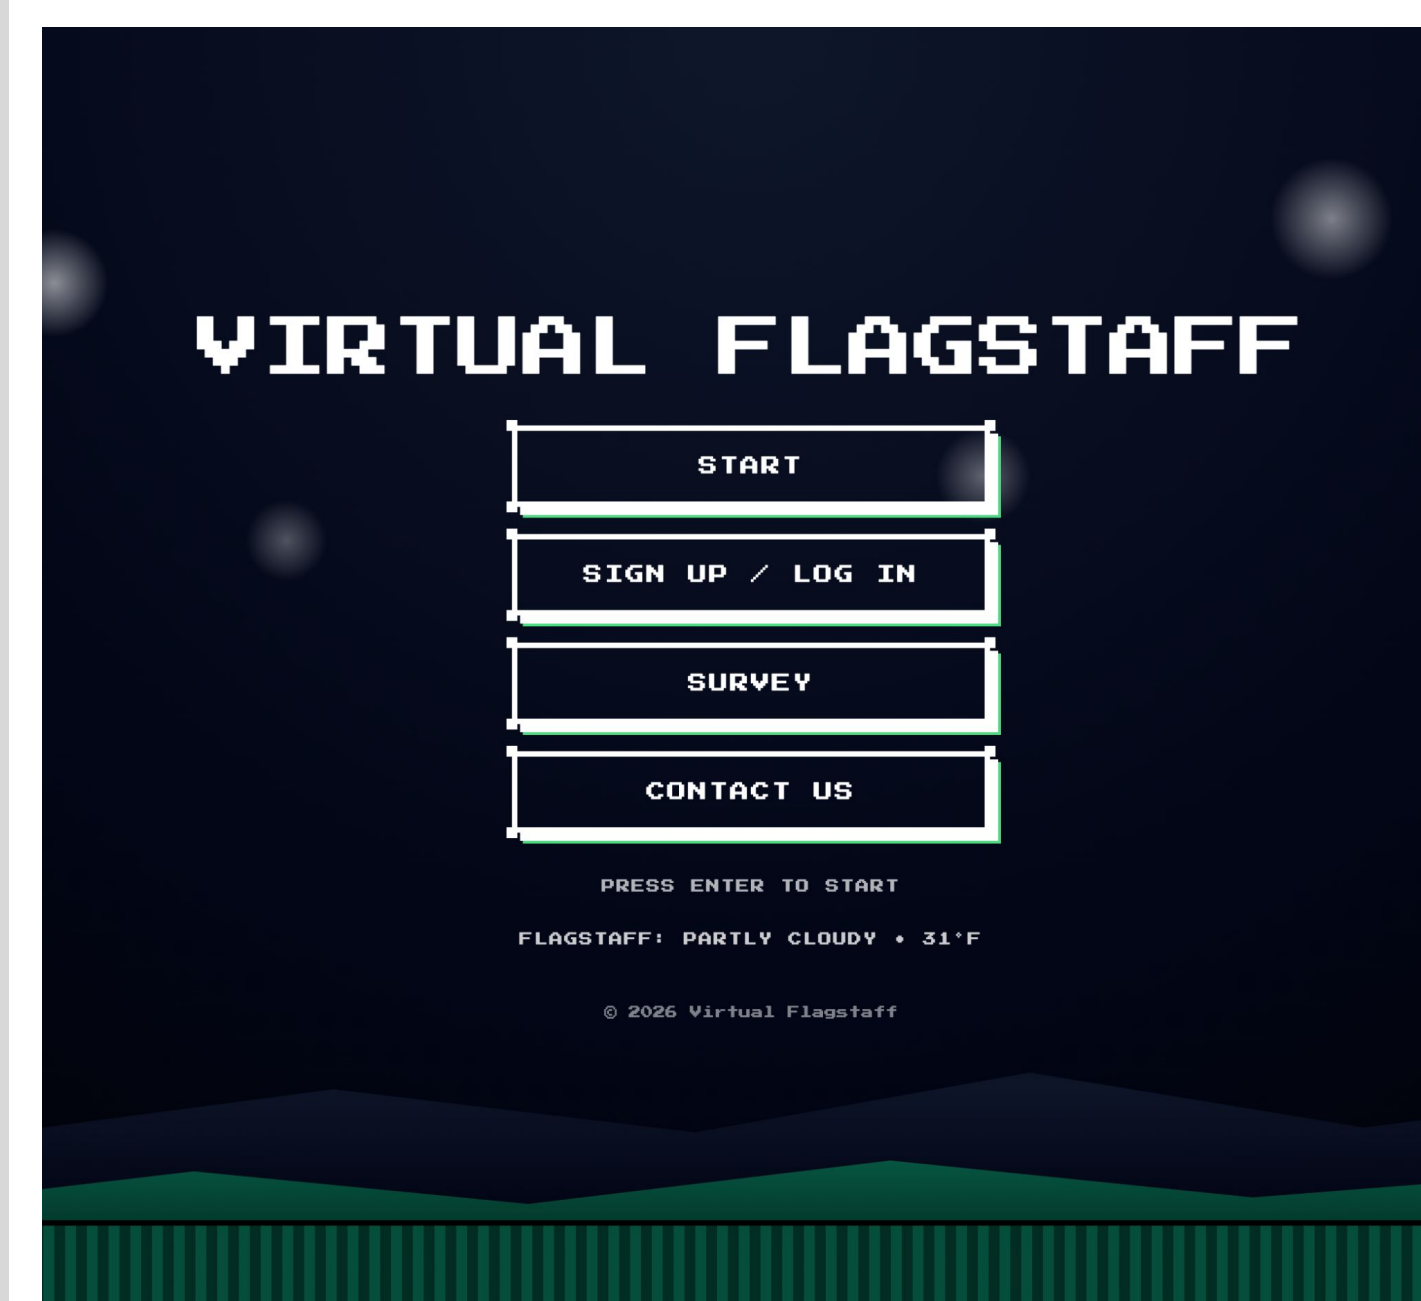 VIRTUAL FLAGSTAFF
START
SIGN UP / LOG IN
SURVEY
CONTACT US
PRESS ENTER TO START
FLAGSTAFF: PARTLY CLOUDY • 31°F
© 2026 Virtual Flagstaff